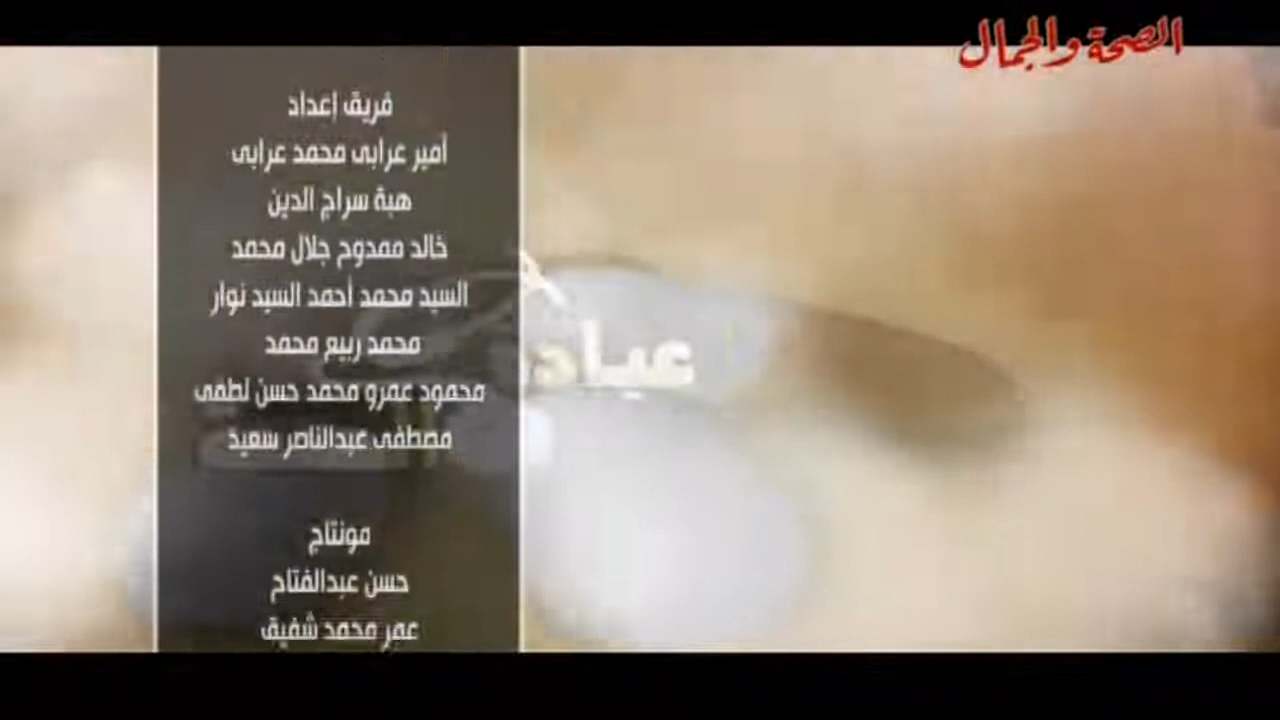 الصحة والجمال
فريق إعداد
أمير عرابى محمد عرابى
هبة سراج الدين
خالد ممدوح جلال محمد
السيد محمد أحمد السيد نوار
محمد ربيع محمد
محمود عمرو محمد حسن لطفى
مصطفى عبدالناصر سعيد
مونتاج
حسن عبدالفتاح
عمر محمد شفيق